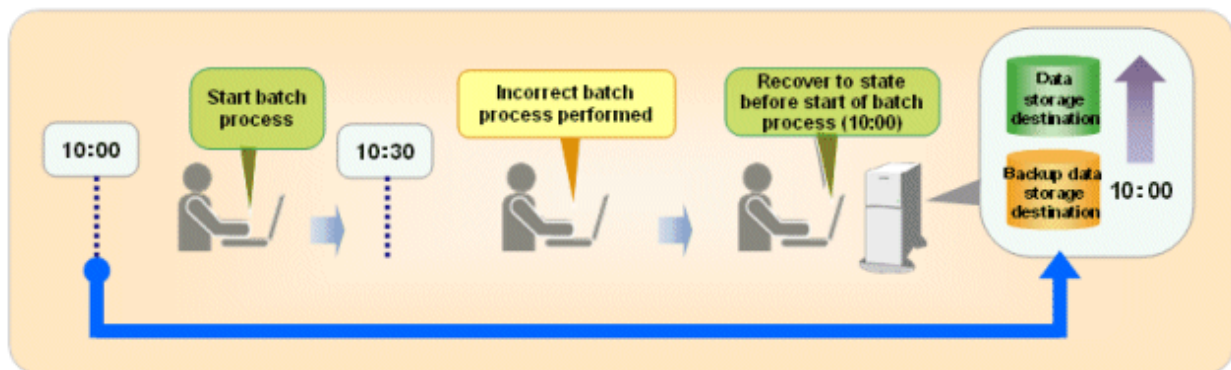 10:00
Start batch
process
10:30
Incorrect batch
process performed
Recover to state
before start of batch
process (10:00)
Data
storage
destination
Backup data
storage
destination
10:00